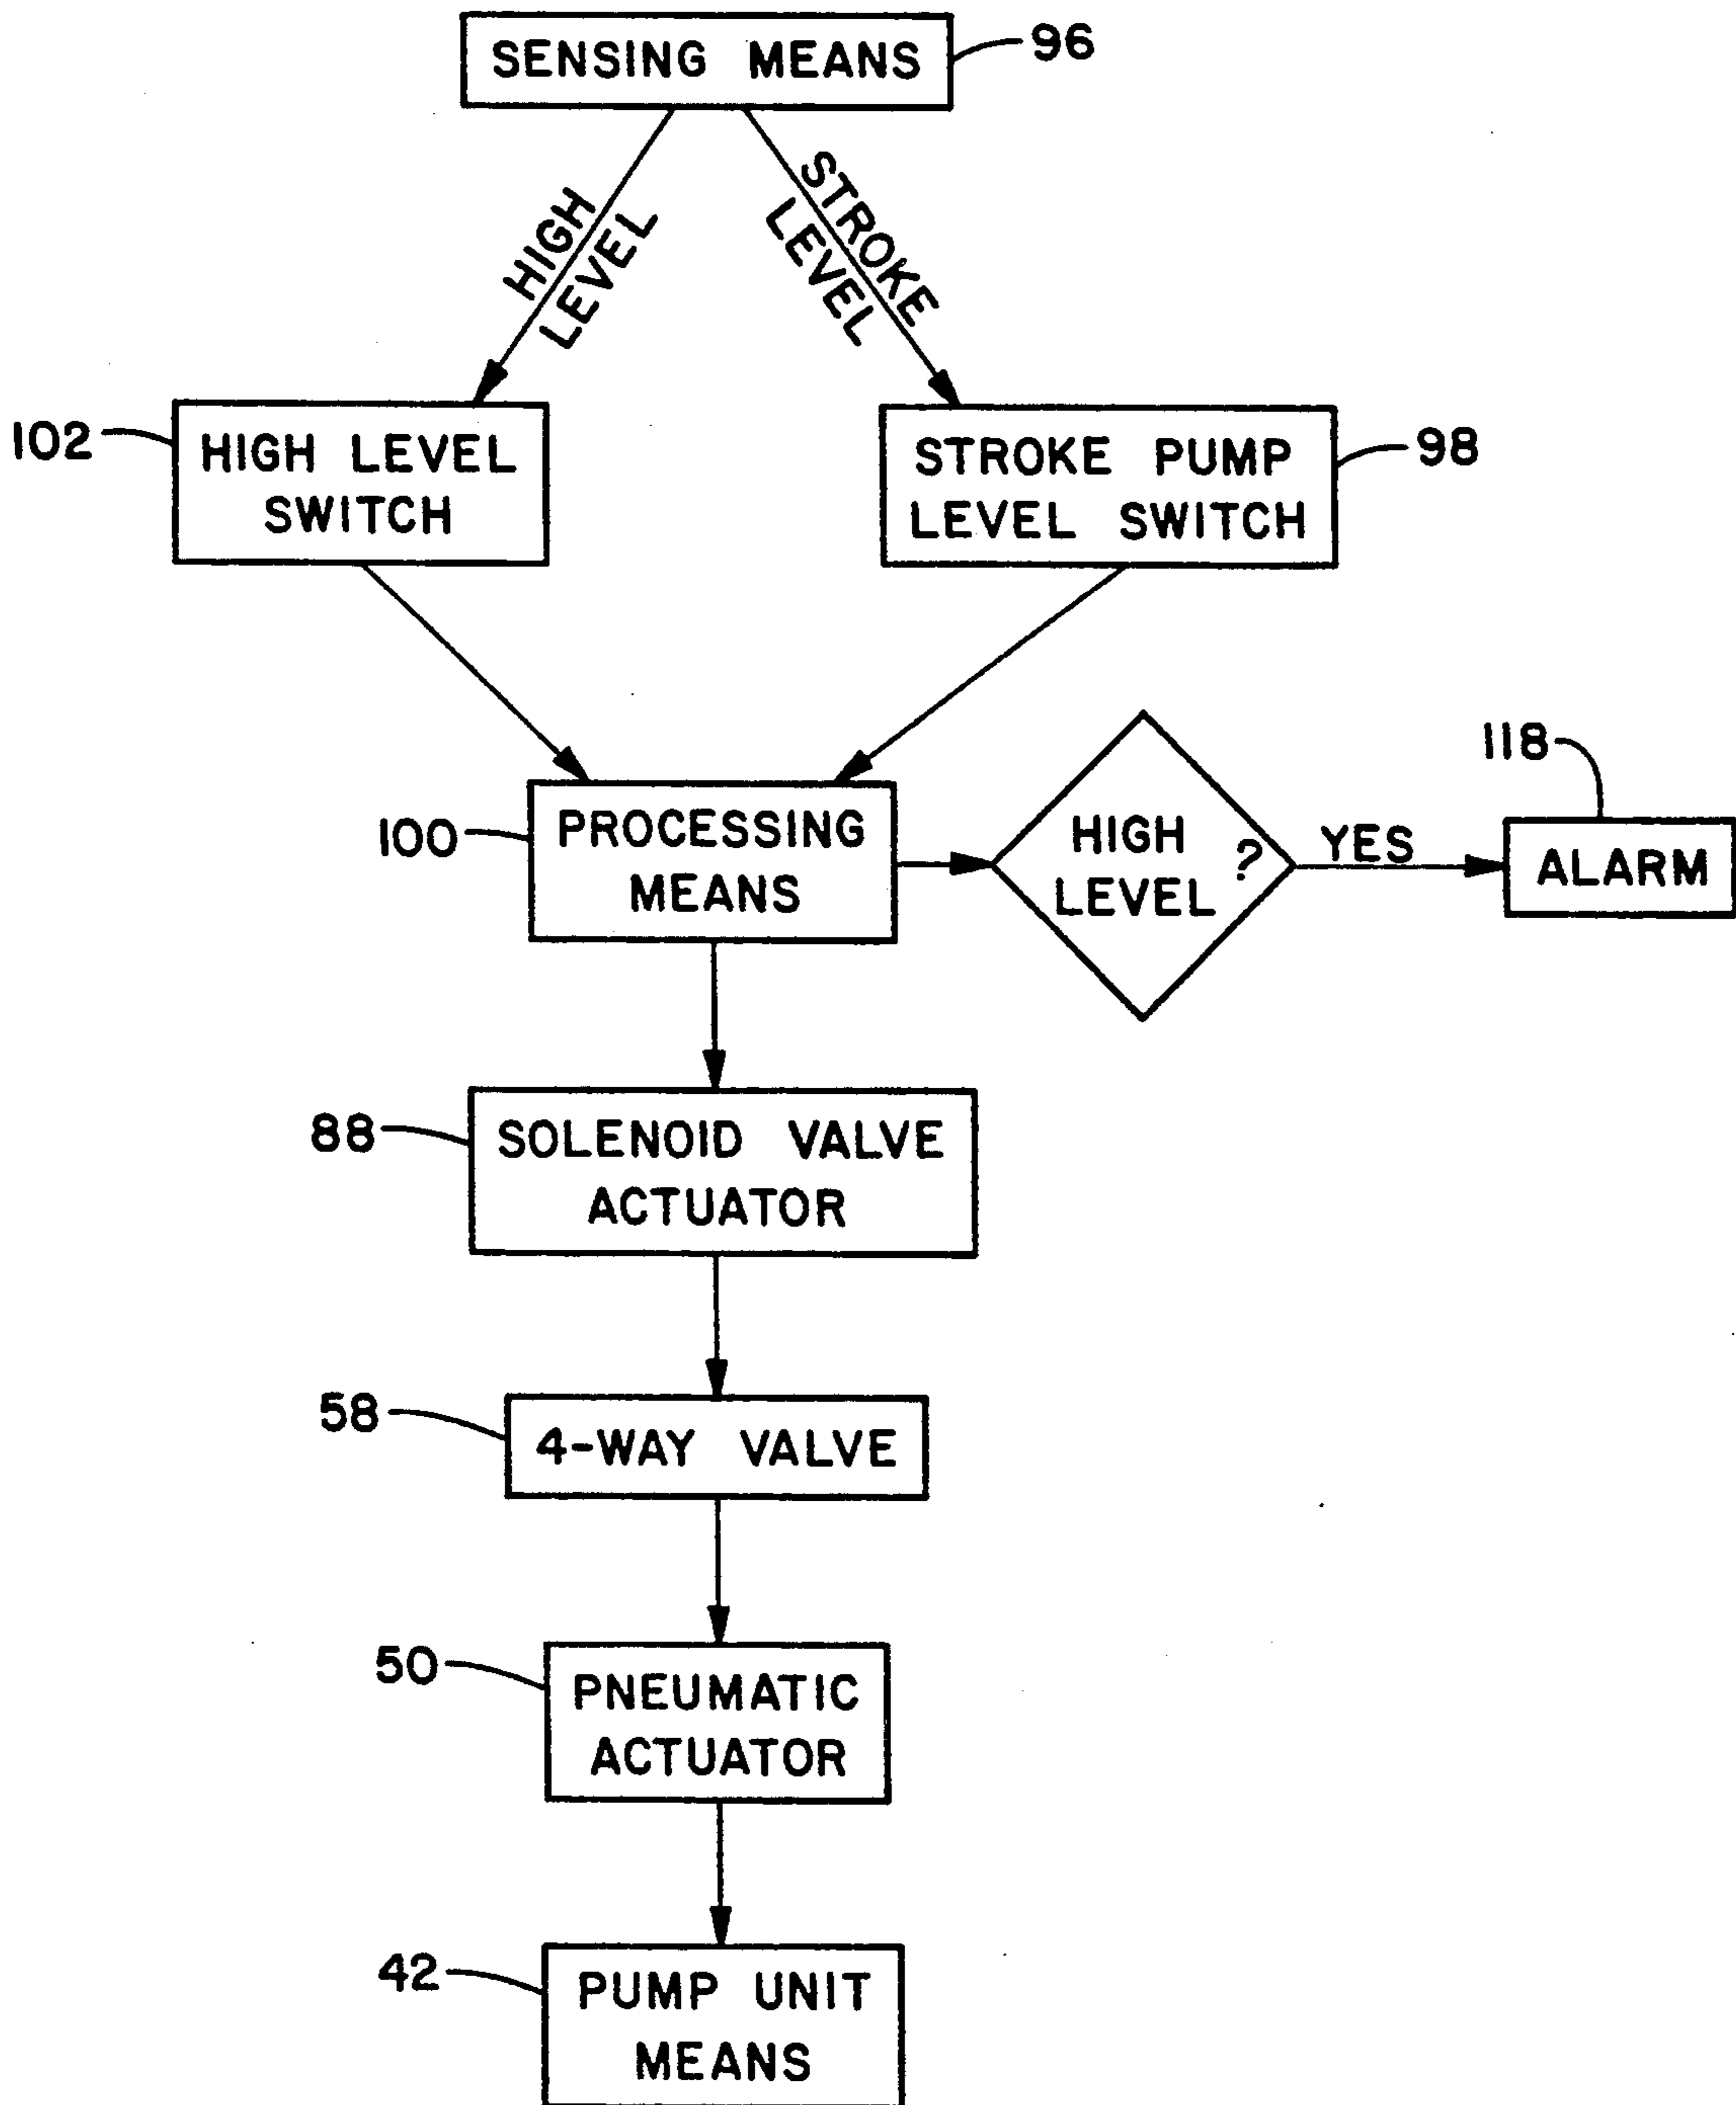 SENSING MEANS
96
HIGH
LEVEL
STROKE
LEVEL
102
HIGH LEVEL
SWITCH
STROKE PUMP
LEVEL SWITCH
98
100
PROCESSING
MEANS
HIGH
LEVEL
?
YES
118
ALARM
88
SOLENOID VALVE
ACTUATOR
58
4-WAY VALVE
50
PNEUMATIC
ACTUATOR
42
PUMP UNIT
MEANS